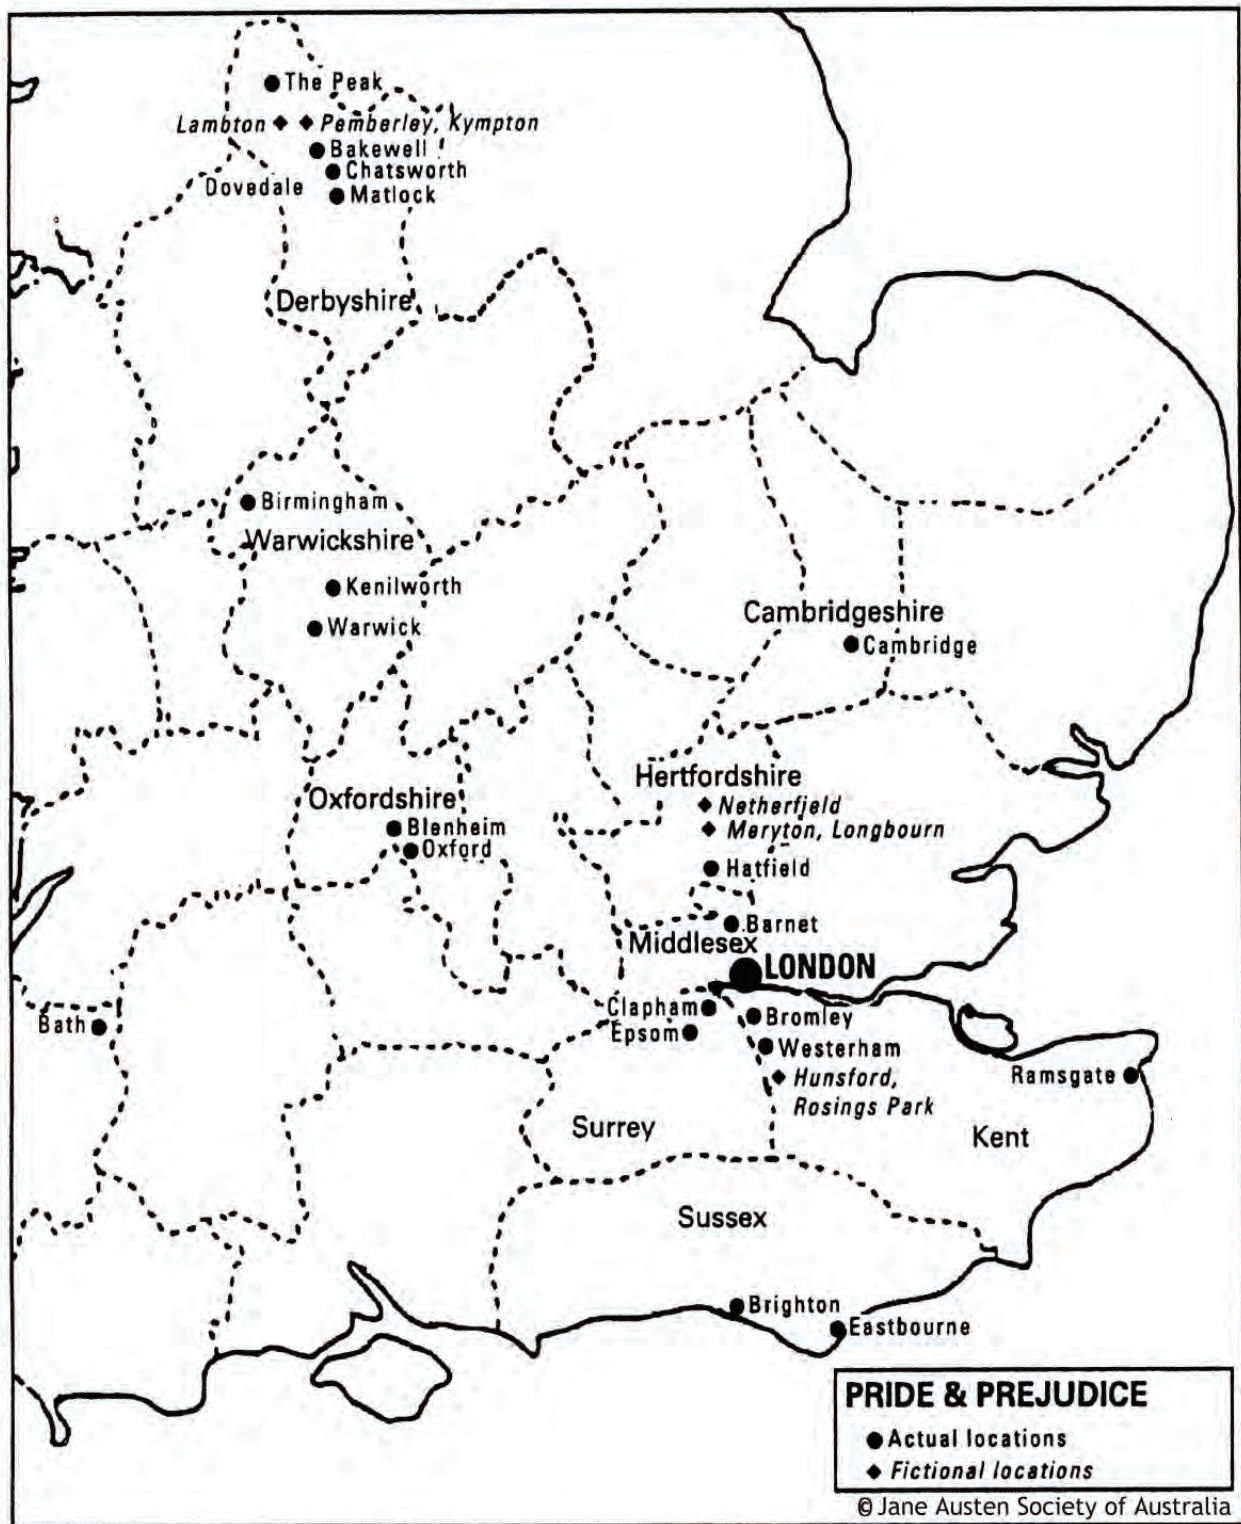 The Peak
Lambton
Pemberley, Kympton
Bakewell
Chatsworth
Dovedale
Matlock
Derbyshire
Birmingham
Warwickshire
Kenilworth
Warwick
Cambridgeshire
Cambridge
Hertfordshire
Netherfield
Meryton, Longbourn
Oxfordshire
Blenheim
Oxford
Hatfield
Barnet
Middlesex
LONDON
Clapham
Bromley
Bath
Epsom
Westerham
Hunsford,
Rosings Park
Ramsgate
Surrey
Kent
Sussex
Brighton
Eastbourne
PRIDE & PREJUDICE
Actual locations
Fictional locations
© Jane Austen Society of Australia